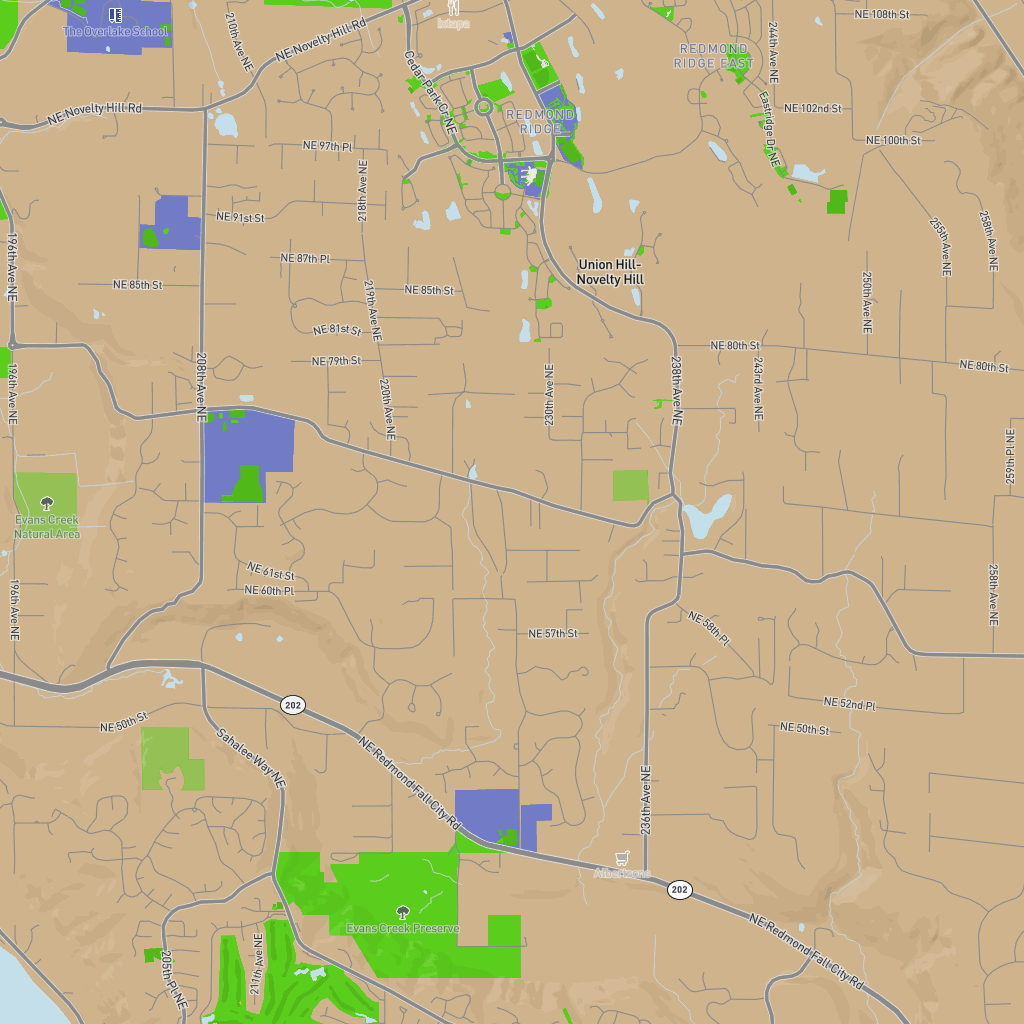 The Overlake School
210th Ave NE
NE Novelty Hill Rd
Ixtapa
Cedar Park Cr NE
REDMOND
RIDGE EAST
244th Ave NE
NE 108th St
NE Novelty Hill Rd
REDMOND
RIDGE
Eastridge Dr NE
NE 102nd St
NE 100th St
NE 97th Pl
218th Ave NE
NE 91st St
196th Ave NE
NE 87th Pl
Union Hill-
Novelty Hill
255th Ave NE
258th Ave NE
NE 85th St
NE 85th St
219th Ave NE
250th Ave NE
NE 81st St
NE 79th St
NE 80th St
NE 80th St
196th Ave NE
208th Ave NE
220th Ave NE
230th Ave NE
238th Ave NE
243rd Ave NE
259th Pl NE
Evans Creek
Natural Area
NE 61st St
NE 60th Pl
196th Ave NE
258th Ave NE
NE 57th St
NE 58th Pl
202
NE 50th St
NE 52nd Pl
NE 50th St
Sahalee Way NE
NE Redmond Fall City Rd
236th Ave NE
Albertsons
202
Evans Creek Preserve
NE Redmond Fall City Rd
205th Pl NE
211th Ave NE